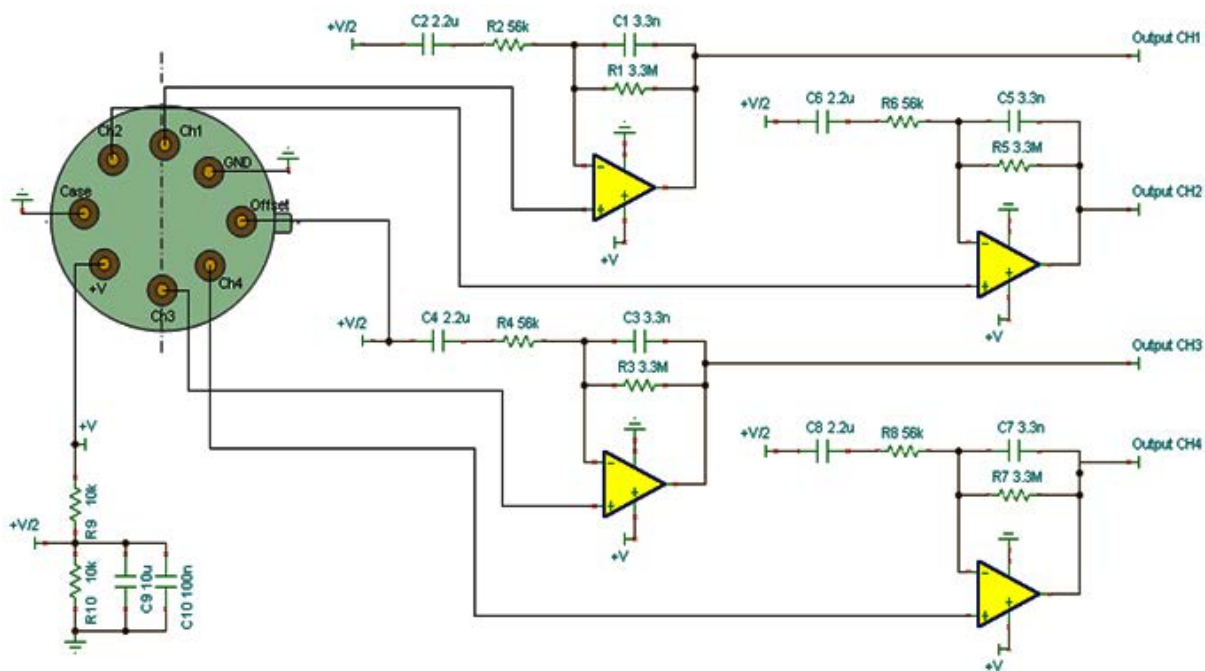 C2 2.2u
R2 56k
C1 3.3n
+V/2
R1 3.3M
Output CH1
C6 2.2u
R6 56k
C5 3.3n
+V/2
R5 3.3M
Ch2
Ch1
GND
Case
Offset
+
-
+
+V
Output CH2
+V
Ch4
Ch3
-
+
+
+V
C4 2.2u
R4 56k
C3 3.3n
+V/2
R3 3.3M
Output CH3
C8 2.2u
R8 56k
C7 3.3n
+V/2
R7 3.3M
Output CH4
+V
R9 10k
+V/2
R10 10k
C9 10u
C10 100n
-
+
+
+V
-
+
+
+V